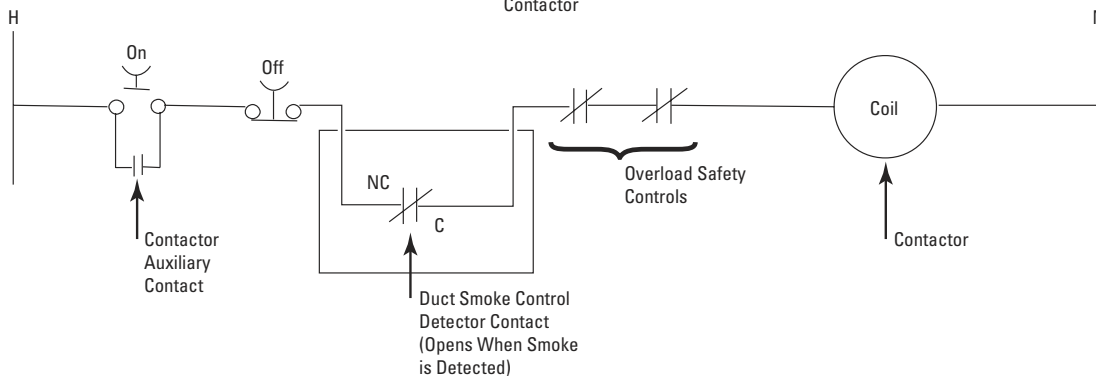 Contactor
H
On
Off
Coil
NC
C
Overload Safety
Controls
Contactor
Auxiliary
Contact
Contactor
Duct Smoke Control
Detector Contact
(Opens When Smoke
is Detected)